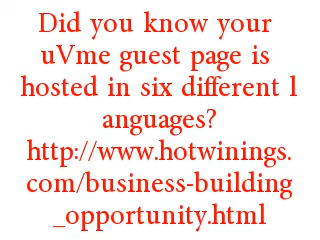 Did you know your
uVme guest page is
hosted in six different l
anguages?
http://www.hotwinings.
com/business-building
_opportunity.html